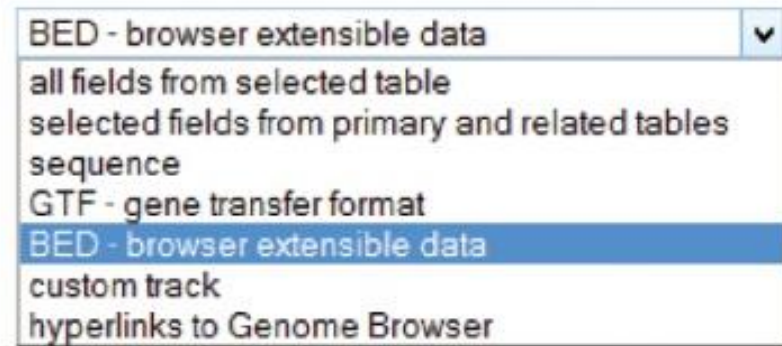 BED - browser extensible data
all fields from selected table
selected fields from primary and related tables
sequence
GTF - gene transfer format
BED - browser extensible data
custom track
hyperlinks to Genome Browser